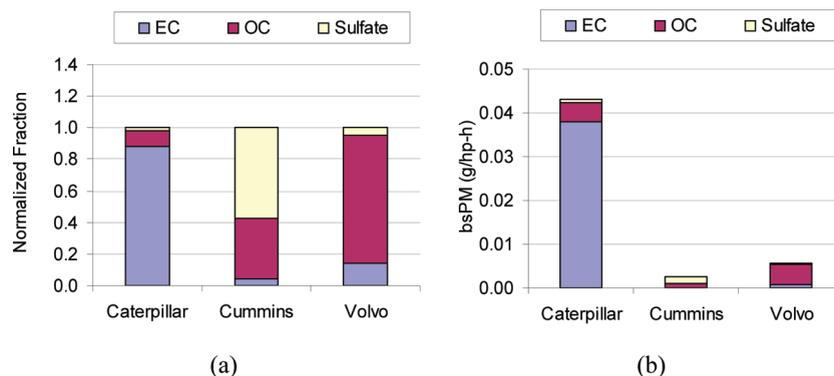 EC OC Sulfate
Normalized Fraction
1.4
1.2
1.0
0.8
0.6
0.4
0.2
0.0
Caterpillar Cummins Volvo
(a)
EC OC Sulfate
bsPM (g/hp-h)
0.05
0.04
0.03
0.02
0.01
0.00
Caterpillar Cummins Volvo
(b)